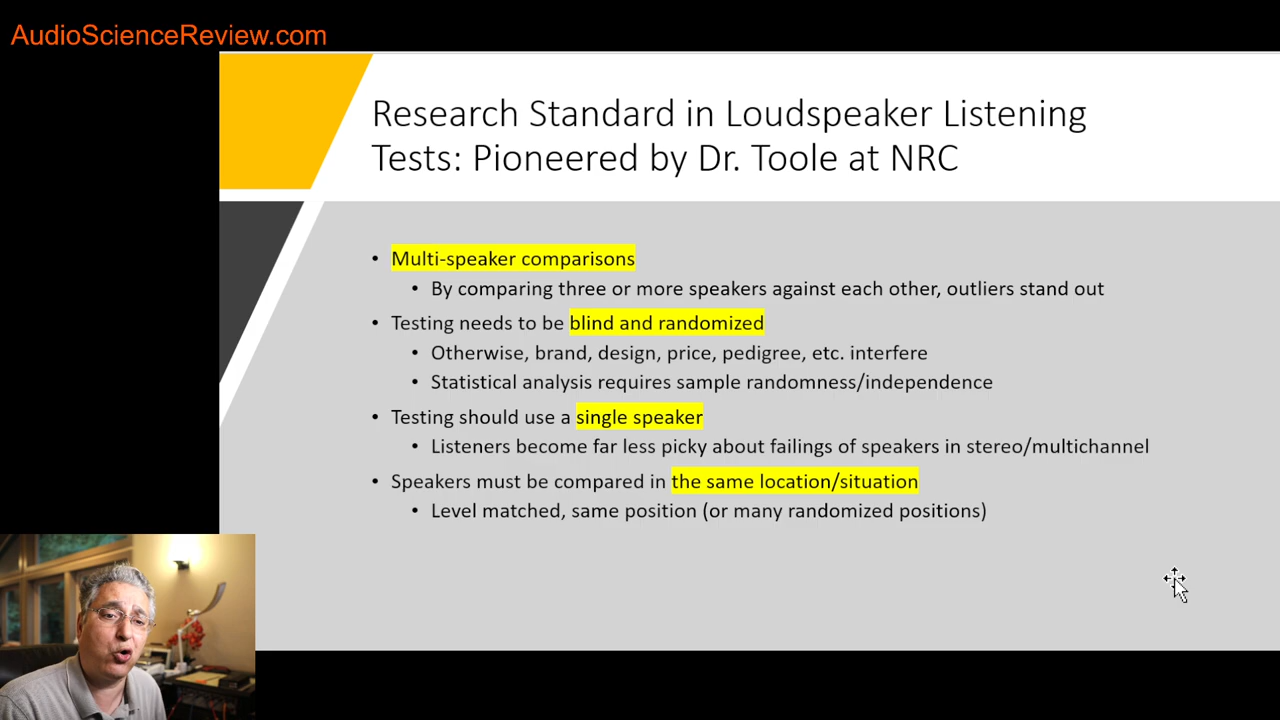 AudioScienceReview.com
Research Standard in Loudspeaker Listening
Tests: Pioneered by Dr. Toole at NRC
• Multi-speaker comparisons
• By comparing three or more speakers against each other, outliers stand out
• Testing needs to be blind and randomized
• Otherwise, brand, design, price, pedigree, etc. interfere
• Statistical analysis requires sample randomness/independence
• Testing should use a single speaker
• Listeners become far less picky about failings of speakers in stereo/multichannel
• Speakers must be compared in the same location/situation
• Level matched, same position (or many randomized positions)